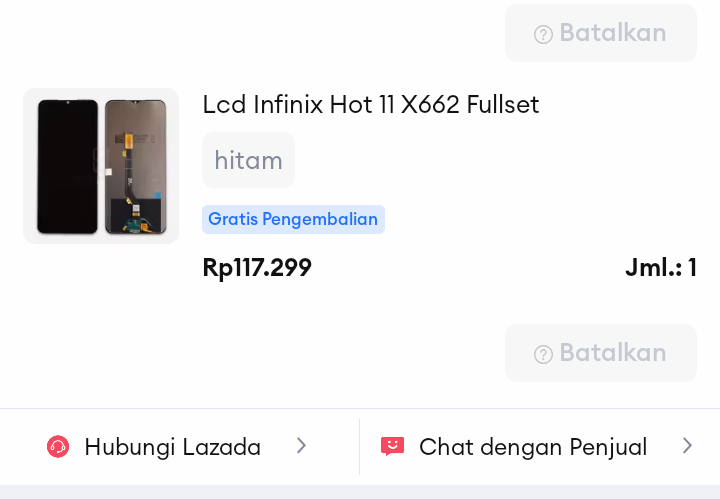 Batalkan
Lcd Infinix Hot 11 X662 Fullset
hitam
Gratis Pengembalian
Rp117.299 Jml.: 1
Batalkan
Hubungi Lazada
Chat dengan Penjual